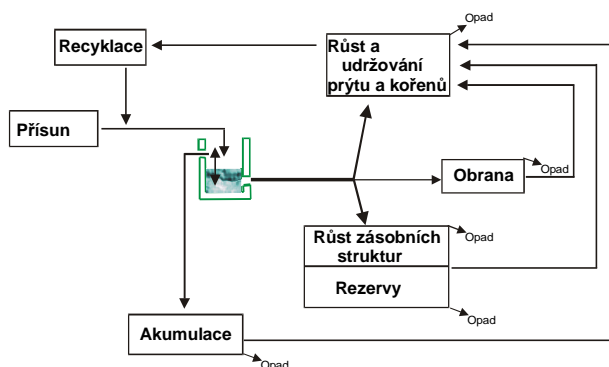 Opad
Recyklace
Růst a
udržování
prýtu a kořenů
Přísun
Obrana
Opad
Růst zásobních
struktur
Opad
Rezervy
Opad
Akumulace
Opad